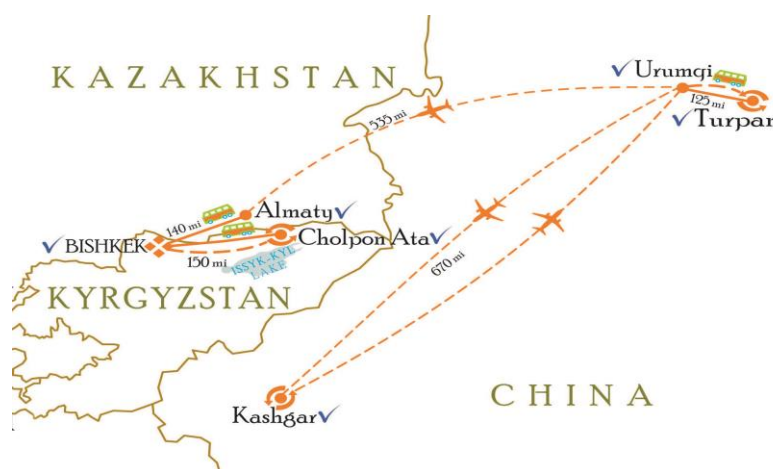 KAZAKHSTAN
Urumqi
125 mi
Turpan
535 mi
140 mi
Almaty
BISHKEK
Cholpon Ata
150 mi
ISSYK-KYL
LAKE
KYRGYZSTAN
670 mi
CHINA
Kashgar